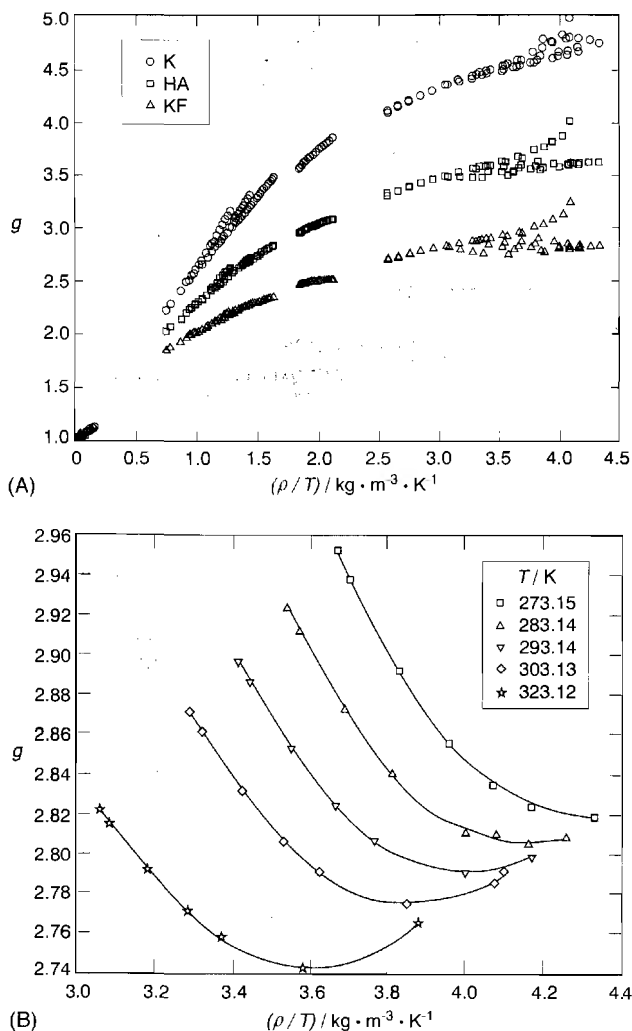 5.0
4.5
4.0
3.5
3.0
2.5
2.0
1.5
1.0
g
K
HA
KF
0 0.5 1.0 1.5 2.0 2.5 3.0 3.5 4.0 4.5
(ρ/T) / kg · m⁻³ · K⁻¹
(A)
2.96
2.94
2.92
2.90
2.88
2.86
2.84
2.82
2.80
2.78
2.76
2.74
g
T / K
273.15
283.14
293.14
303.13
323.12
3.0 3.2 3.4 3.6 3.8 4.0 4.2 4.4
(ρ/T) / kg · m⁻³ · K⁻¹
(B)